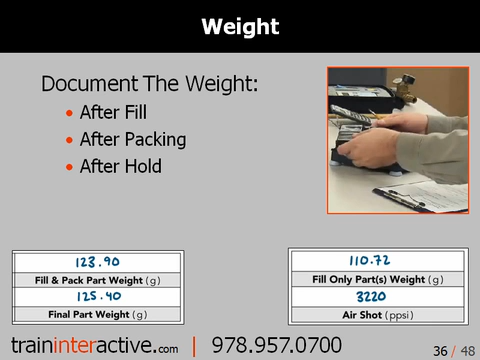 Weight
Document The Weight:
• After Fill
• After Packing
• After Hold
123.90
Fill & Pack Part Weight (g)
125.40
Final Part Weight (g)
110.72
Fill Only Part(s) Weight (g)
3220
Air Shot (ppsi)
traininteractive.com | 978.957.0700
36 / 48